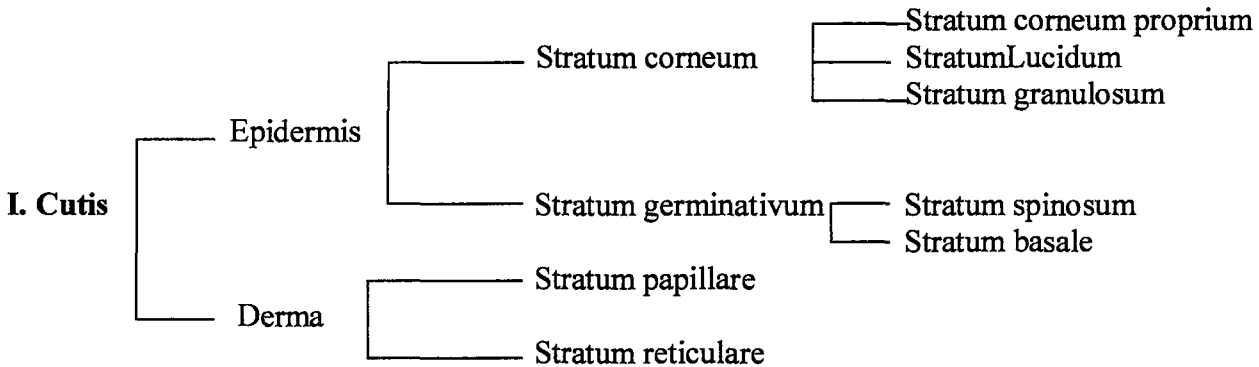 Stratum corneum proprium
Stratum corneum
StratumLucidum
Stratum granulosum
Epidermis
I. Cutis
Stratum germinativum
Stratum spinosum
Stratum basale
Stratum papillare
Derma
Stratum reticulare